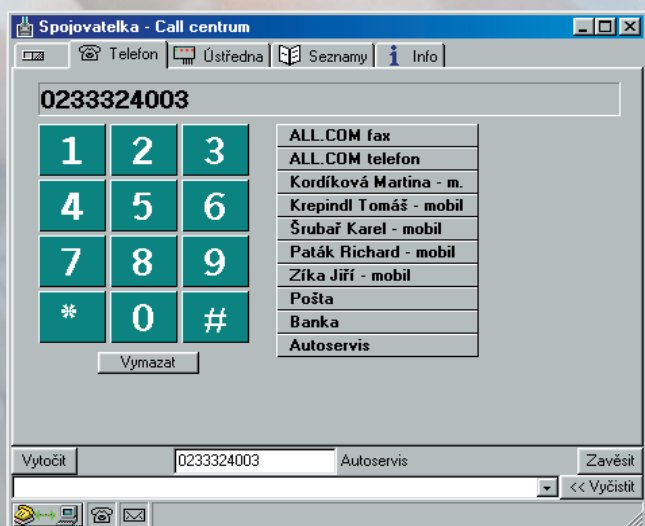 Spojovatelka - Call centrum
Telefon Ústředna Seznamy Info
0233324003
1 2 3
4 5 6
7 8 9
* 0 #
Vymazat
ALL.COM fax
ALL.COM telefon
Kordíková Martina - m.
Krepindl Tomáš - mobil
Šrubař Karel - mobil
Paták Richard - mobil
Zíka Jiří - mobil
Pošta
Banka
Autoservis
Vytočit 0233324003 Autoservis Zavěsit
<< Vyčistit